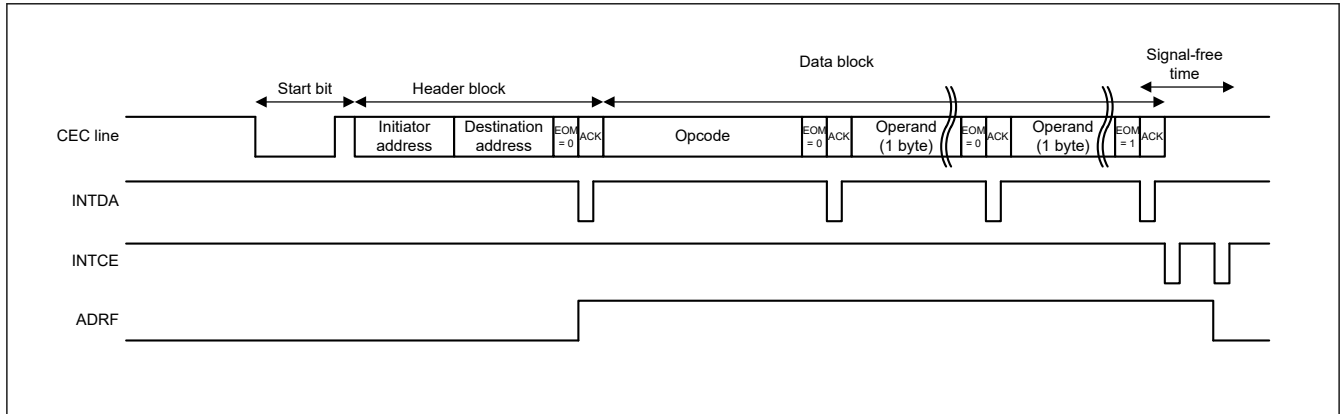 Signal-free
time
Data block
Start bit
Header block
CEC line
Initiator
address
Destination
address
EOM
= 0
ACK
Opcode
EOM
= 0
ACK
Operand
(1 byte)
EOM
= 0
ACK
Operand
(1 byte)
EOM
= 1
ACK
INTDA
INTCE
ADRF